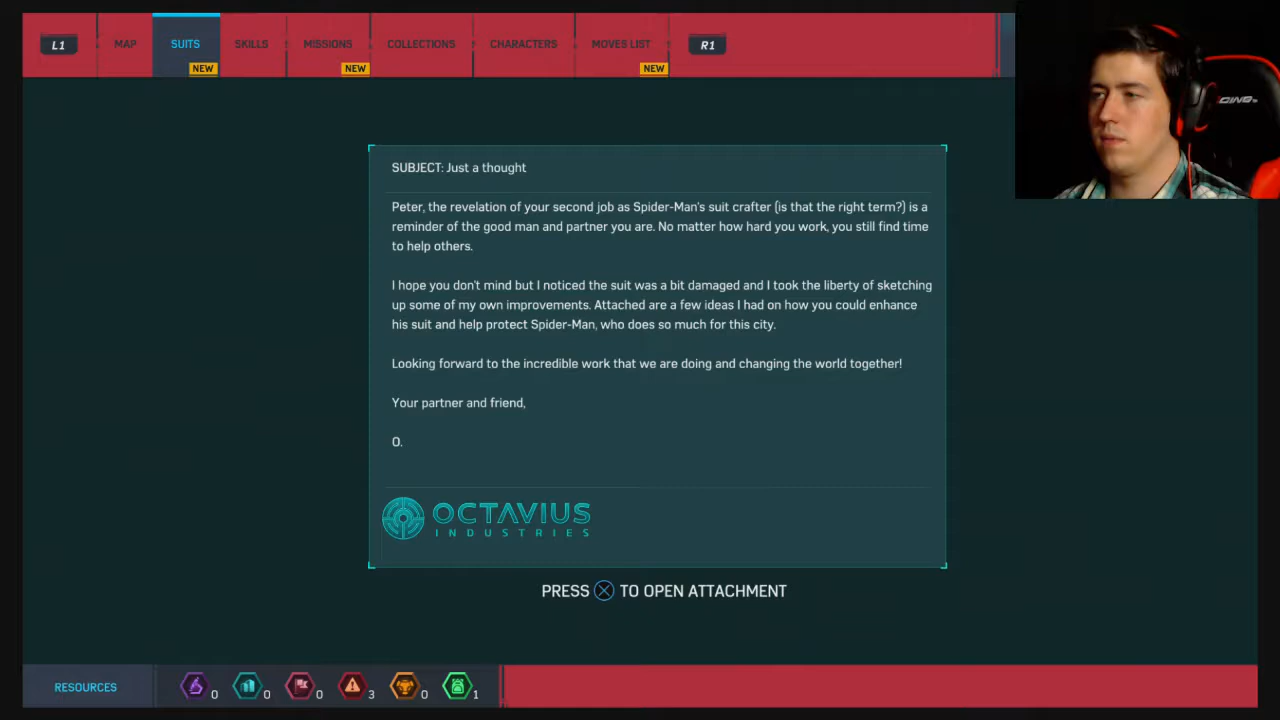 L1
MAP
SUITS
SKILLS
MISSIONS
COLLECTIONS
CHARACTERS
MOVES LIST
R1
NEW
NEW
NEW
SUBJECT: Just a thought
Peter, the revelation of your second job as Spider-Man's suit crafter (is that the right term?) is a
reminder of the good man and partner you are. No matter how hard you work, you still find time
to help others.
I hope you don't mind but I noticed the suit was a bit damaged and I took the liberty of sketching
up some of my own improvements. Attached are a few ideas I had on how you could enhance
his suit and help protect Spider-Man, who does so much for this city.
Looking forward to the incredible work that we are doing and changing the world together!
Your partner and friend,
O.
OCTAVIUS
INDUSTRIES
PRESS TO OPEN ATTACHMENT
RESOURCES
0
0
0
3
0
1